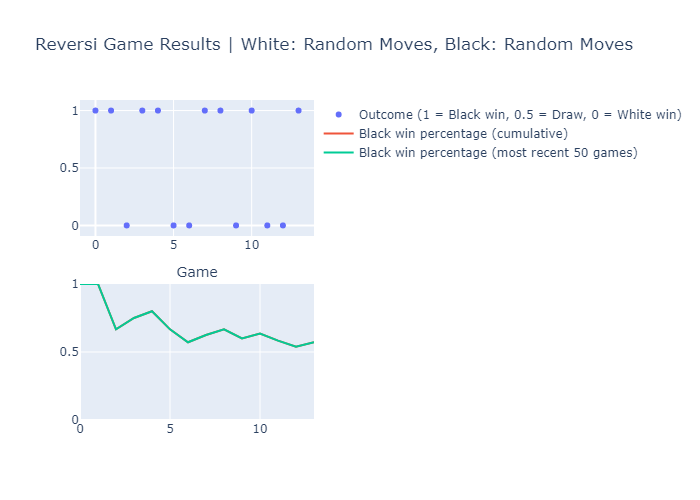 Reversi Game Results | White: Random Moves, Black: Random Moves
1
0.5
0
0 5 10
Outcome (1 = Black win, 0.5 = Draw, 0 = White win)
Black win percentage (cumulative)
Black win percentage (most recent 50 games)
Game
1
0.5
0
0 5 10